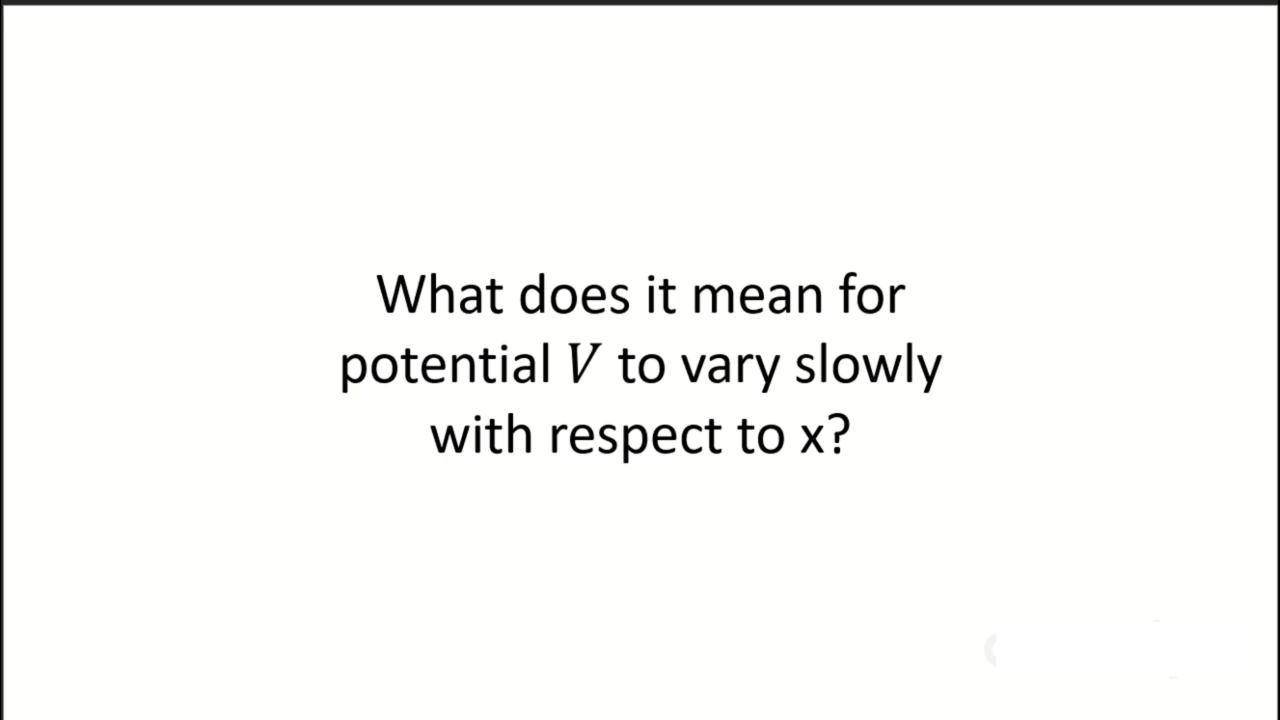 What does it mean for
potential V to vary slowly
with respect to x?